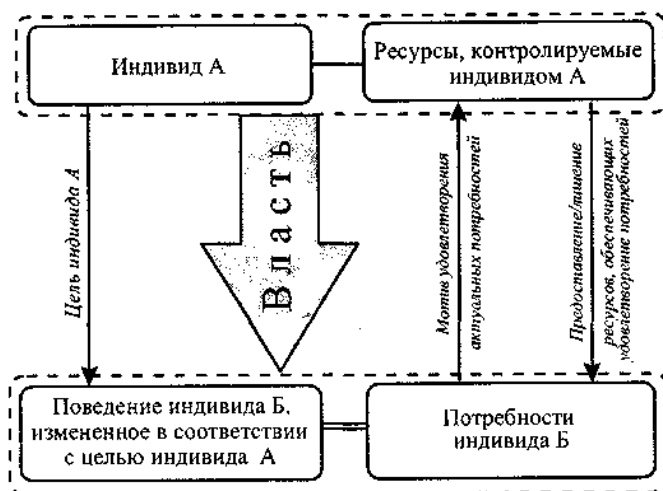 Индивид А
Ресурсы, контролируемые
индивидом А
Цель индивида А
Власть
Мотив удовлетворения
актуальных потребностей
Предоставление/лишение
ресурсов, обеспечивающих
удовлетворение потребностей
Поведение индивида Б,
измененное в соответствии
с целью индивида А
Потребности
индивида Б